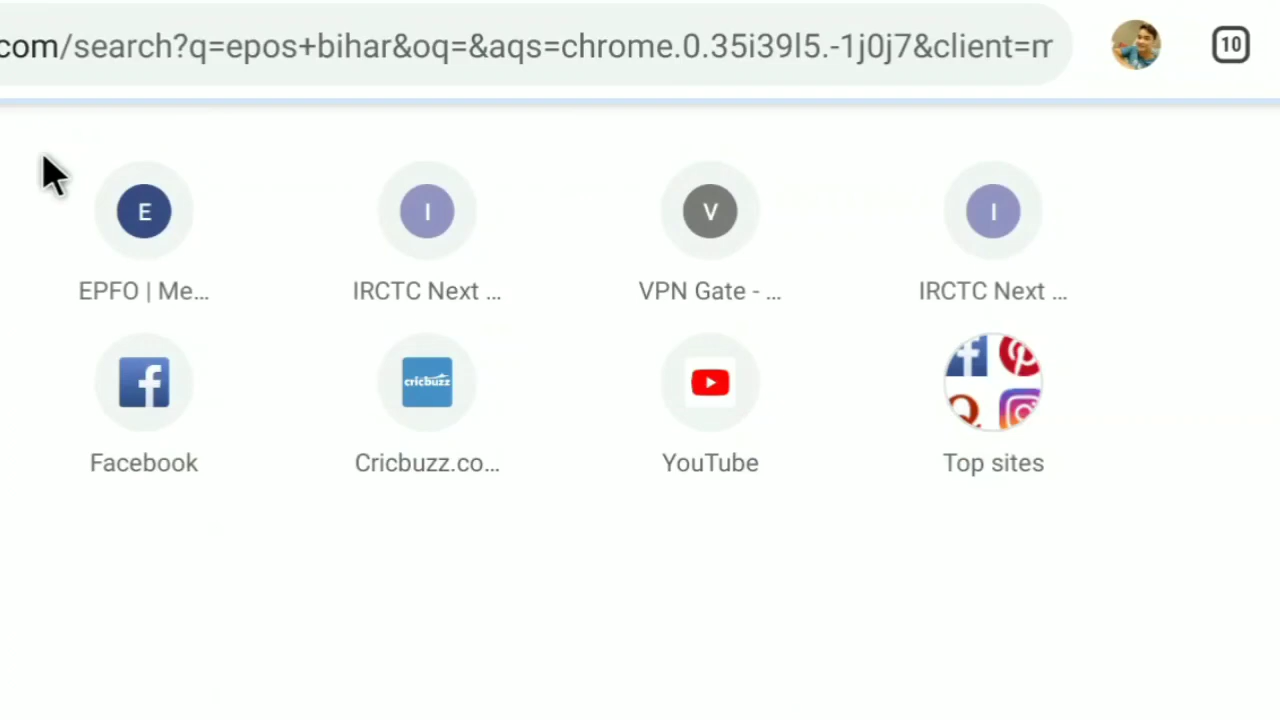 com/search?q=epos+bihar&oq=&aqs=chrome.0.35i39l5.-1j0j7&client=m
10
E
I
V
I
EPFO | Me...
IRCTC Next ...
VPN Gate - ...
IRCTC Next ...
cricbuzz
Facebook
Cricbuzz.co...
YouTube
Top sites